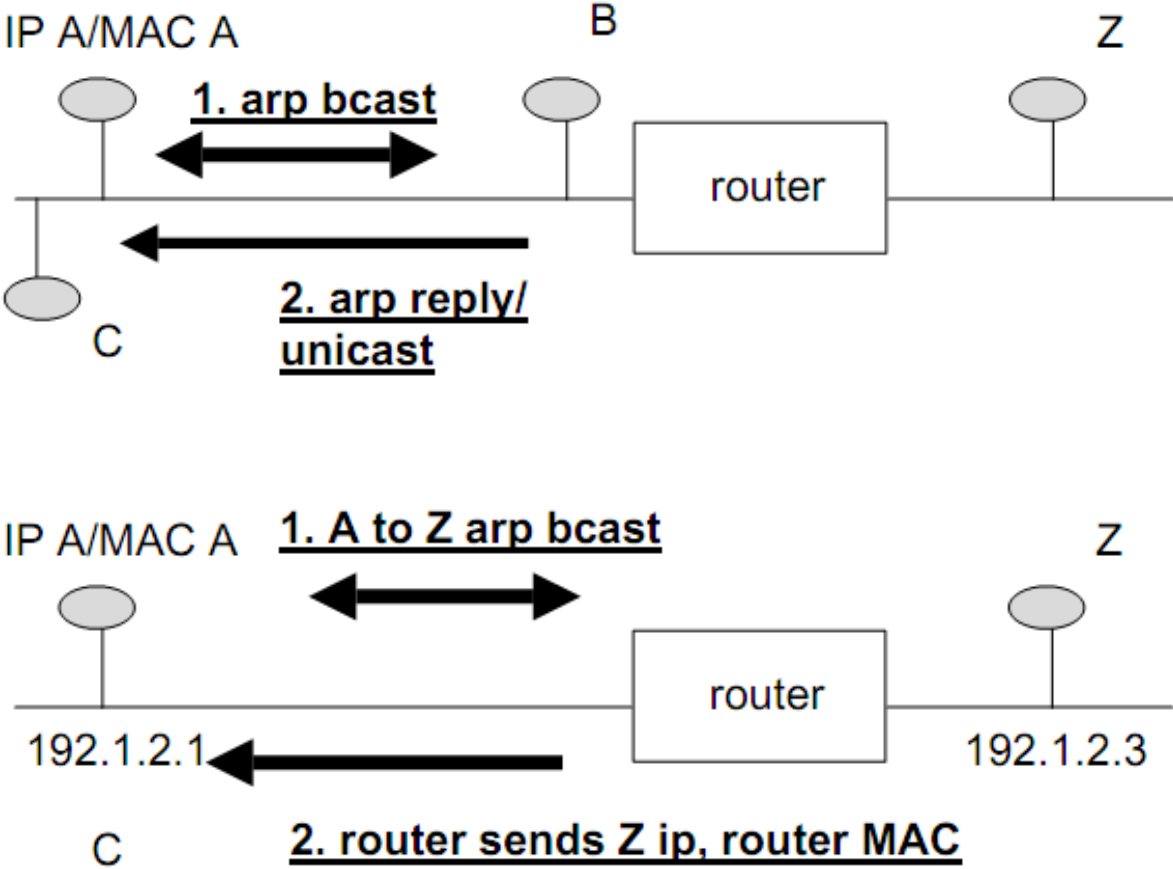 IP A/MAC A
B
Z
1. arp bcast
router
2. arp reply/
unicast
C
IP A/MAC A
1. A to Z arp bcast
Z
router
192.1.2.1
192.1.2.3
C
2. router sends Z ip, router MAC